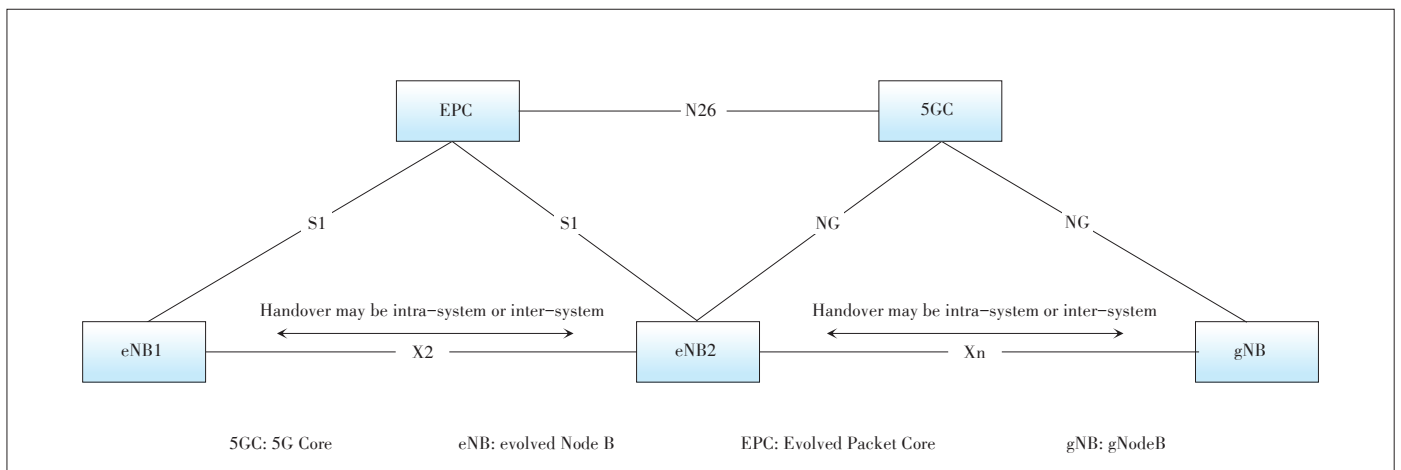 EPC
N26
5GC
S1
S1
NG
NG
Handover may be intra-system or inter-system
Handover may be intra-system or inter-system
eNB1
X2
eNB2
Xn
gNB
5GC: 5G Core
eNB: evolved Node B
EPC: Evolved Packet Core
gNB: gNodeB